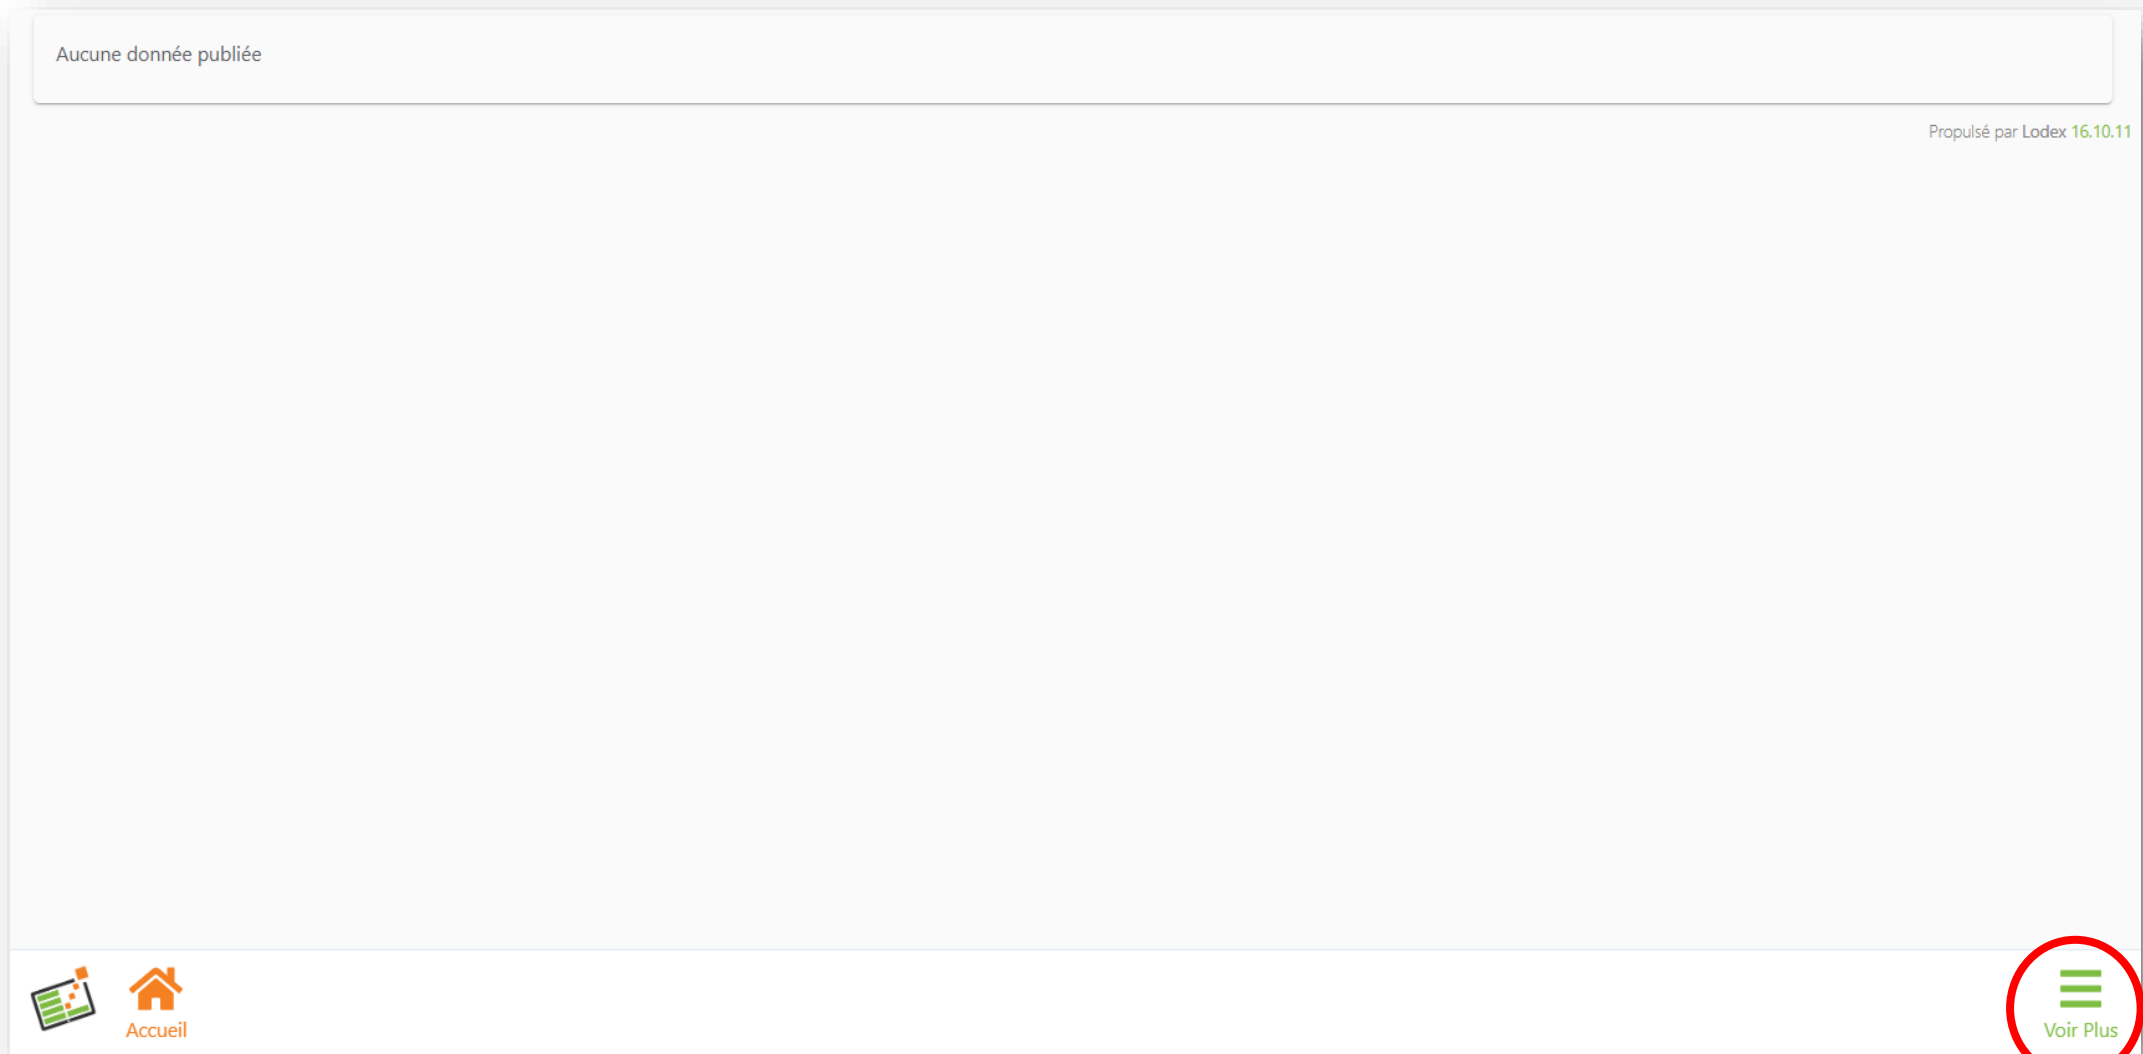 Aucune donnée publiée
Propulsé par Lodex 16.10.11
Accueil
Voir Plus